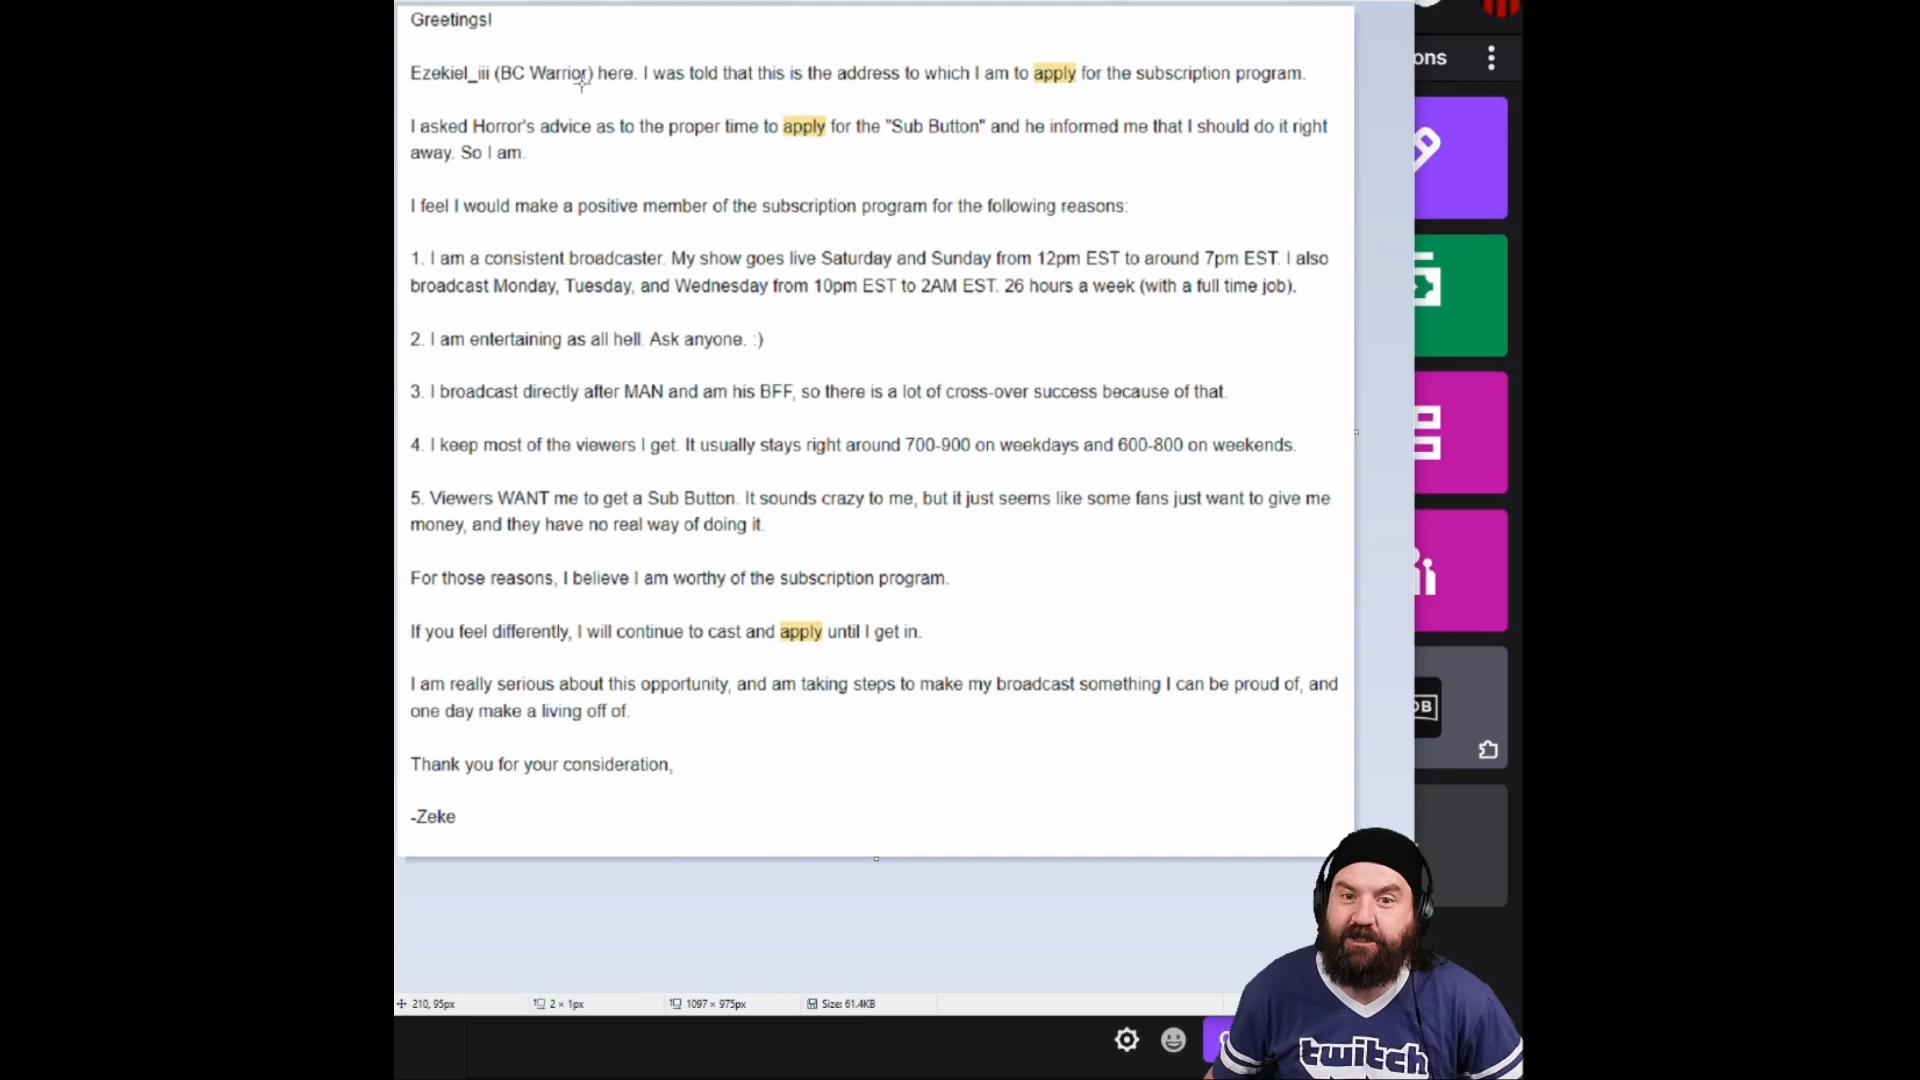 Greetings!
Ezekiel_iii (BC Warrior) here. I was told that this is the address to which I am to apply for the subscription program.
I asked Horror's advice as to the proper time to apply for the "Sub Button" and he informed me that I should do it right
away. So I am.
I feel I would make a positive member of the subscription program for the following reasons:
1. I am a consistent broadcaster. My show goes live Saturday and Sunday from 12pm EST to around 7pm EST. I also
broadcast Monday, Tuesday, and Wednesday from 10pm EST to 2AM EST. 26 hours a week (with a full time job).
2. I am entertaining as all hell. Ask anyone. :)
3. I broadcast directly after MAN and am his BFF, so there is a lot of cross-over success because of that.
4. I keep most of the viewers I get. It usually stays right around 700-900 on weekdays and 600-800 on weekends.
5. Viewers WANT me to get a Sub Button. It sounds crazy to me, but it just seems like some fans just want to give me
money, and they have no real way of doing it.
For those reasons, I believe I am worthy of the subscription program.
If you feel differently, I will continue to cast and apply until I get in.
I am really serious about this opportunity, and am taking steps to make my broadcast something I can be proud of, and
one day make a living off of.
Thank you for your consideration,
-Zeke
ons
DB
210, 95px
2 × 1px
1097 × 975px
Size: 61.4KB
twitch